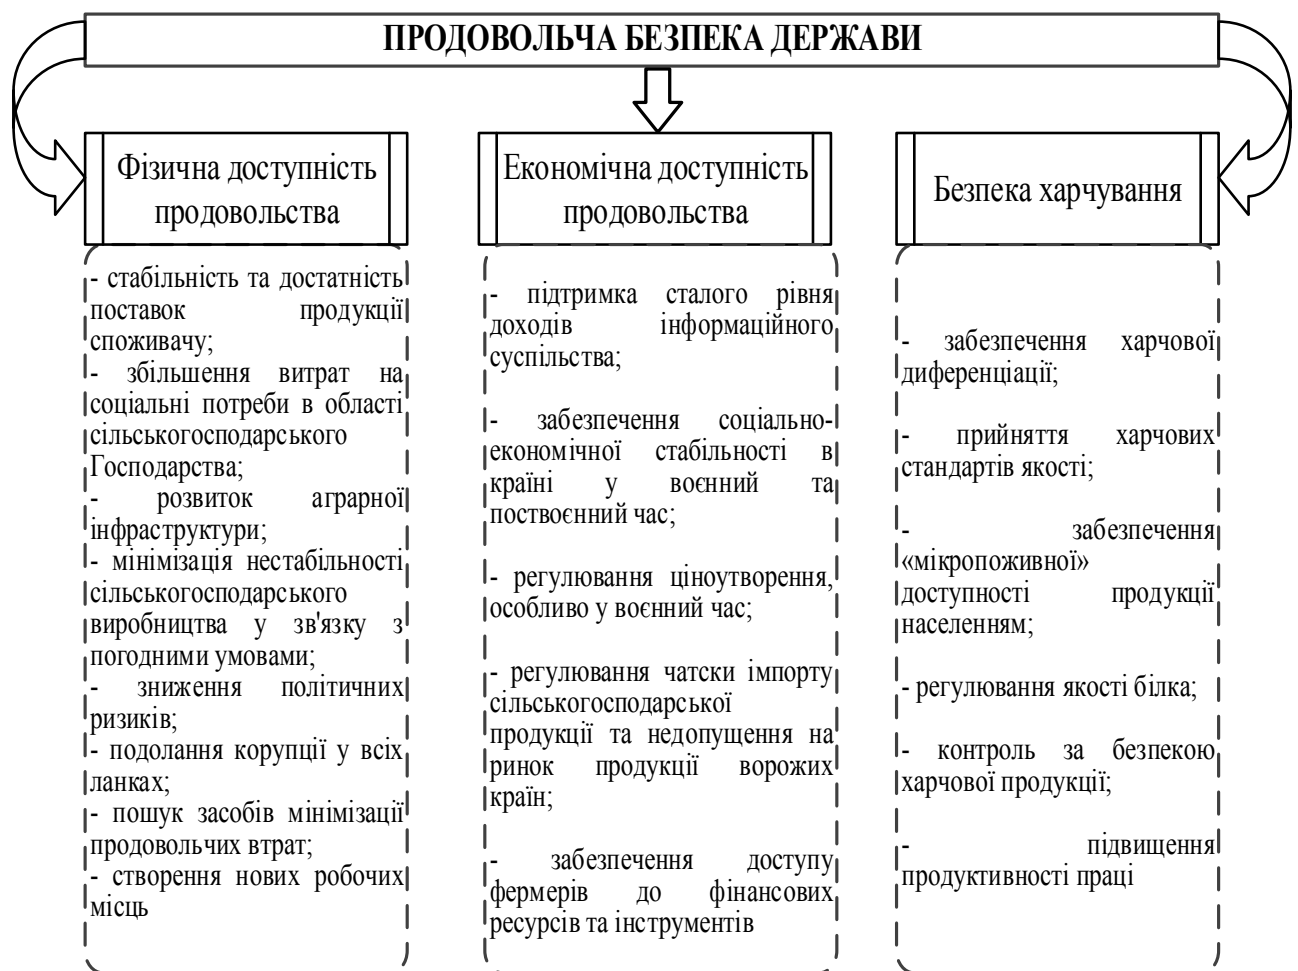 ПРОДОВОЛЬЧА БЕЗПЕКА ДЕРЖАВИ
Фізична доступність
продовольства
- стабільність та достатність
поставок продукції
споживачу;
- збільшення витрат на
соціальні потреби в області
сільськогосподарського
Господарства;
- розвиток аграрної
інфраструктури;
- мінімізація нестабільності
сільськогосподарського
виробництва у зв'язку з
погодними умовами;
- зниження політичних
ризиків;
- подолання корупції у всіх
ланках;
- пошук засобів мінімізації
продовольчих втрат;
- створення нових робочих
місць
Економічна доступність
продовольства
- підтримка сталого рівня
доходів інформаційного
суспільства;
- забезпечення соціально-
економічної стабільності в
країні у воєнний та
поствоєнний час;
- регулювання ціноутворення,
особливо у воєнний час;
- регулювання чатски імпорту
сільськогосподарської
продукції та недопущення на
ринок продукції ворожих
країн;
- забезпечення доступу
фермерів до фінансових
ресурсів та інструментів
Безпека харчування
- забезпечення харчової
диференціації;
- прийняття харчових
стандартів якості;
- забезпечення
«мікропоживної»
доступності продукції
населенням;
- регулювання якості білка;
- контроль за безпекою
харчової продукції;
- підвищення
продуктивності праці